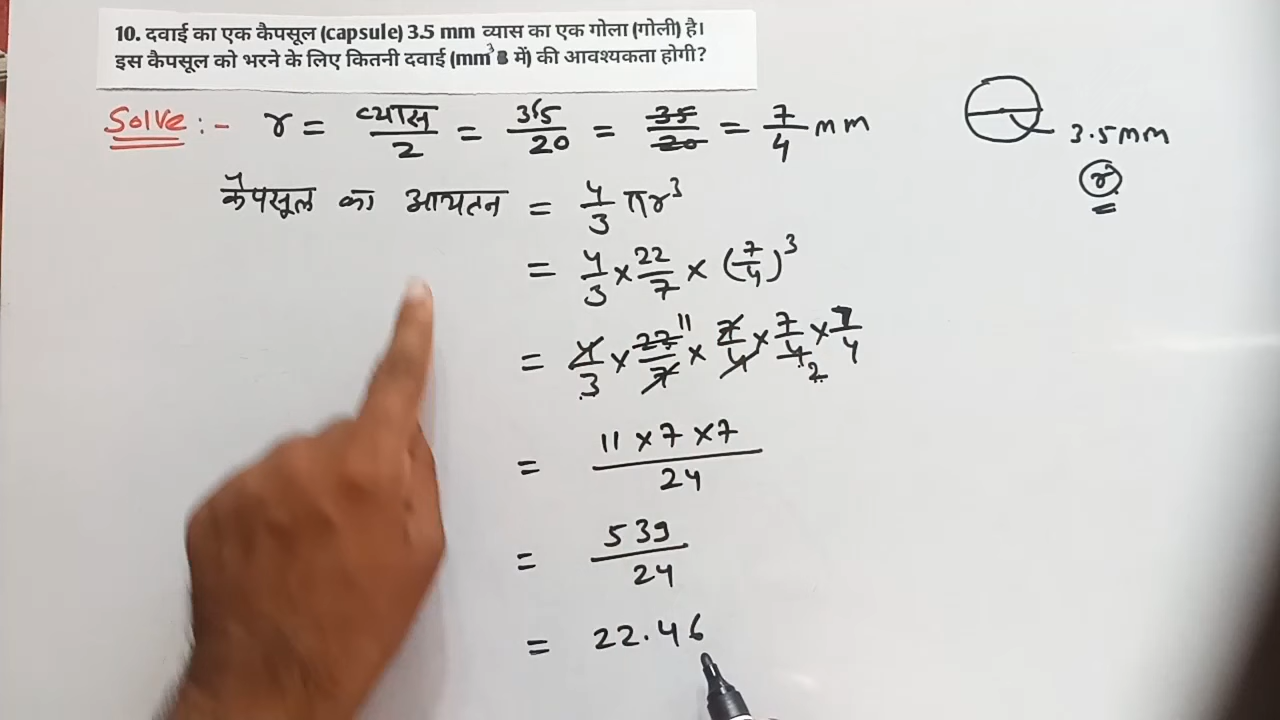 10. दवाई का एक कैपसूल (capsule) 3.5 mm व्यास का एक गोला (गोली) है।
इस कैपसूल को भरने के लिए कितनी दवाई (mm³ में) की आवश्यकता होगी?
Solve :- r = व्यास/2 = 35/20 = 35/20 = 7/4 mm
3.5mm
r
कैपसूल का आयतन = 4/3 πr³
= 4/3 × 22/7 × (7/4)³
= 4/3 × 22/7 11 × 7/4 × 7/4 2 × 7/4
= 11 × 7 × 7 / 24
= 539/24
= 22.46